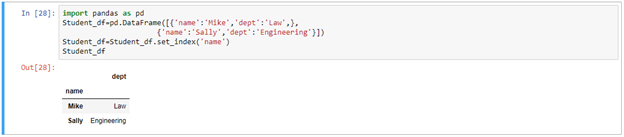 In [28]: import pandas as pd
Student_df=pd.DataFrame([{'name':'Mike','dept':'Law',},
{'name':'Sally','dept':'Engineering'}])
Student_df=Student_df.set_index('name')
Student_df
Out[28]:
dept
name
Mike Law
Sally Engineering